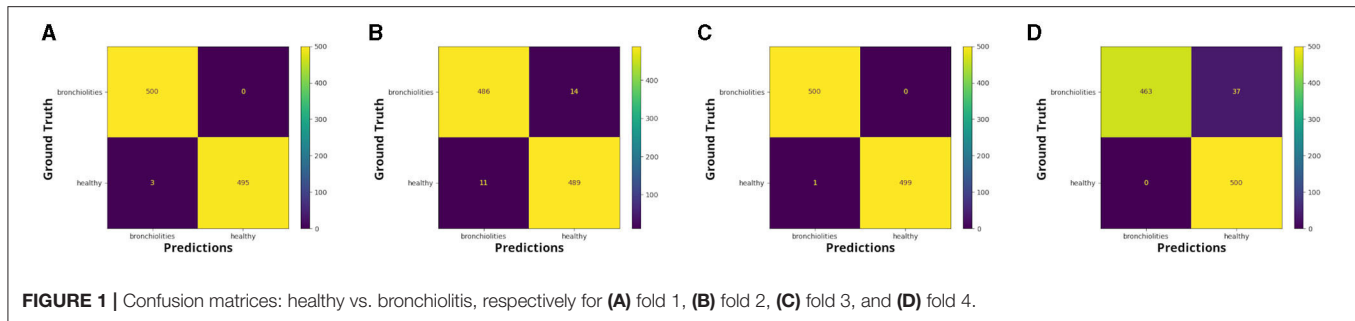 A
Ground Truth
bronchiolities
healthy
500
0
3
495
bronchiolities
healthy
Predictions
500
400
300
200
100
0
B
Ground Truth
bronchiolities
healthy
486
14
11
489
bronchiolities
healthy
Predictions
400
300
200
100
C
Ground Truth
bronchiolities
healthy
500
0
1
499
bronchiolities
healthy
Predictions
500
400
300
200
100
0
D
Ground Truth
bronchiolities
healthy
463
37
0
500
bronchiolities
healthy
Predictions
500
400
300
200
100
0
FIGURE 1 | Confusion matrices: healthy vs. bronchiolitis, respectively for (A) fold 1, (B) fold 2, (C) fold 3, and (D) fold 4.